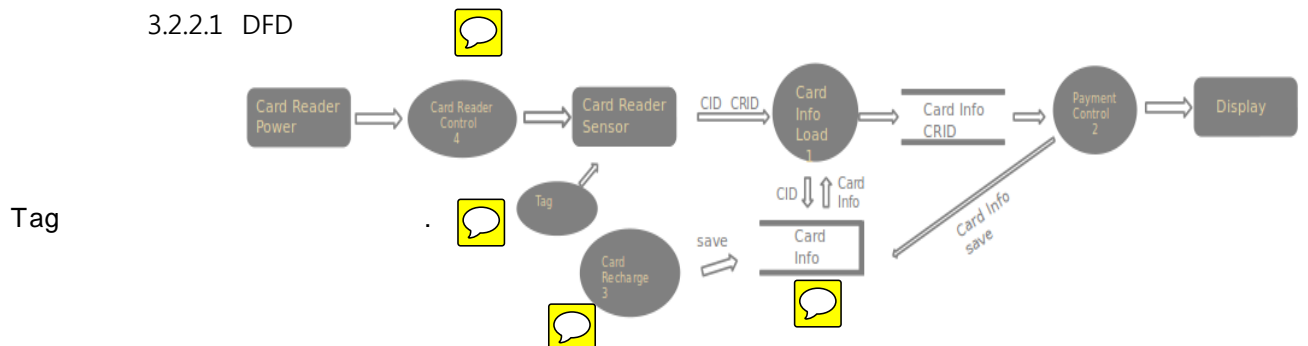 3.2.2.1 DFD
Card Reader
Power
Card Reader
Control
4
Card Reader
Sensor
CID CRID
Card
Info
Load
1
Card Info
CRID
Payment
Control
2
Display
Tag
CID
Card
Info
Tag .
Card
Recharge
3
save
Card
Info
Card Info
save